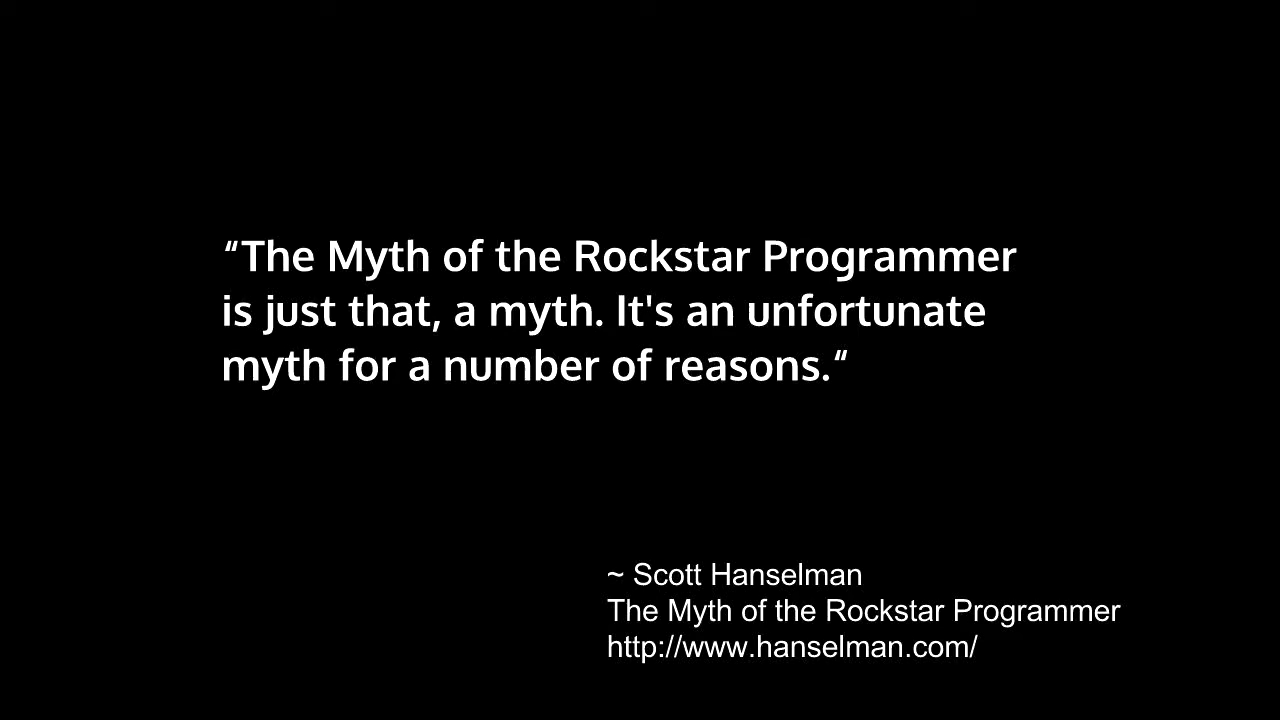 “The Myth of the Rockstar Programmer
is just that, a myth. It's an unfortunate
myth for a number of reasons.“
~ Scott Hanselman
The Myth of the Rockstar Programmer
http://www.hanselman.com/